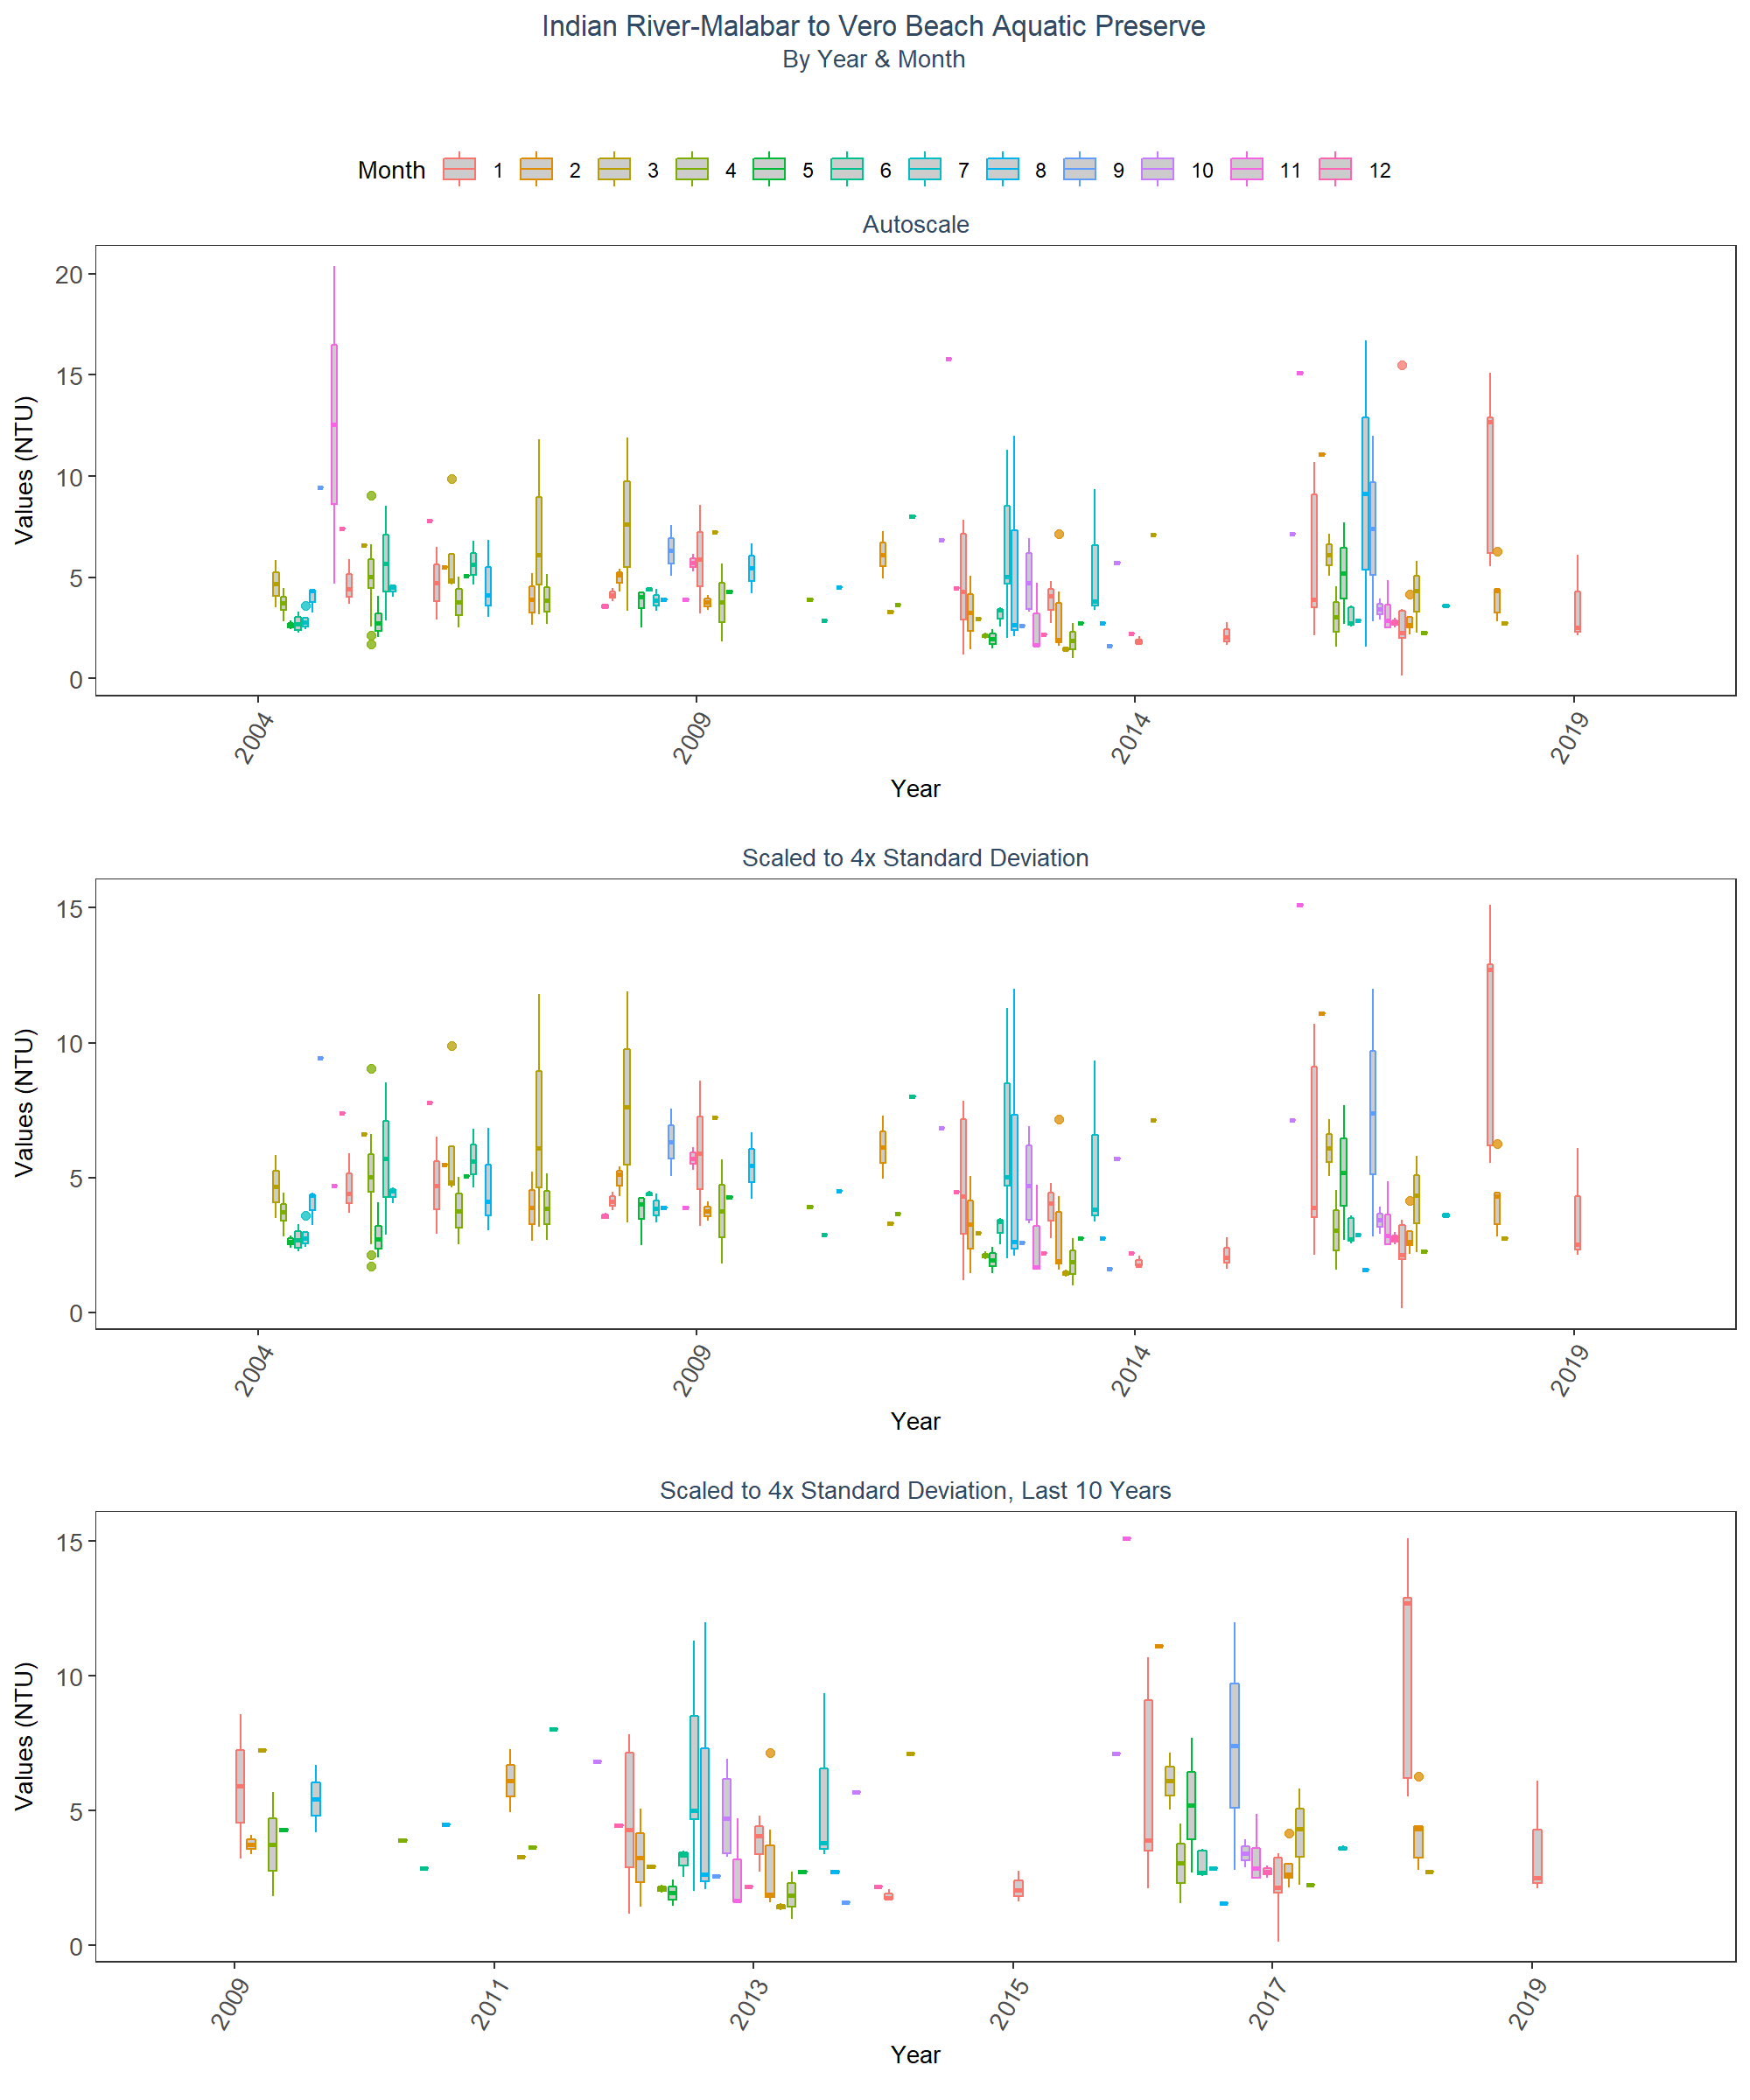 Indian River-Malabar to Vero Beach Aquatic Preserve
By Year & Month
Month 1 2 3 4 5 6 7 8 9 10 11 12
Autoscale
Values (NTU)
20
15
10
5
0
2004 2009 2014 2019
Year
Scaled to 4x Standard Deviation
Values (NTU)
15
10
5
0
2004 2009 2014 2019
Year
Scaled to 4x Standard Deviation, Last 10 Years
Values (NTU)
15
10
5
0
2009 2011 2013 2015 2017 2019
Year